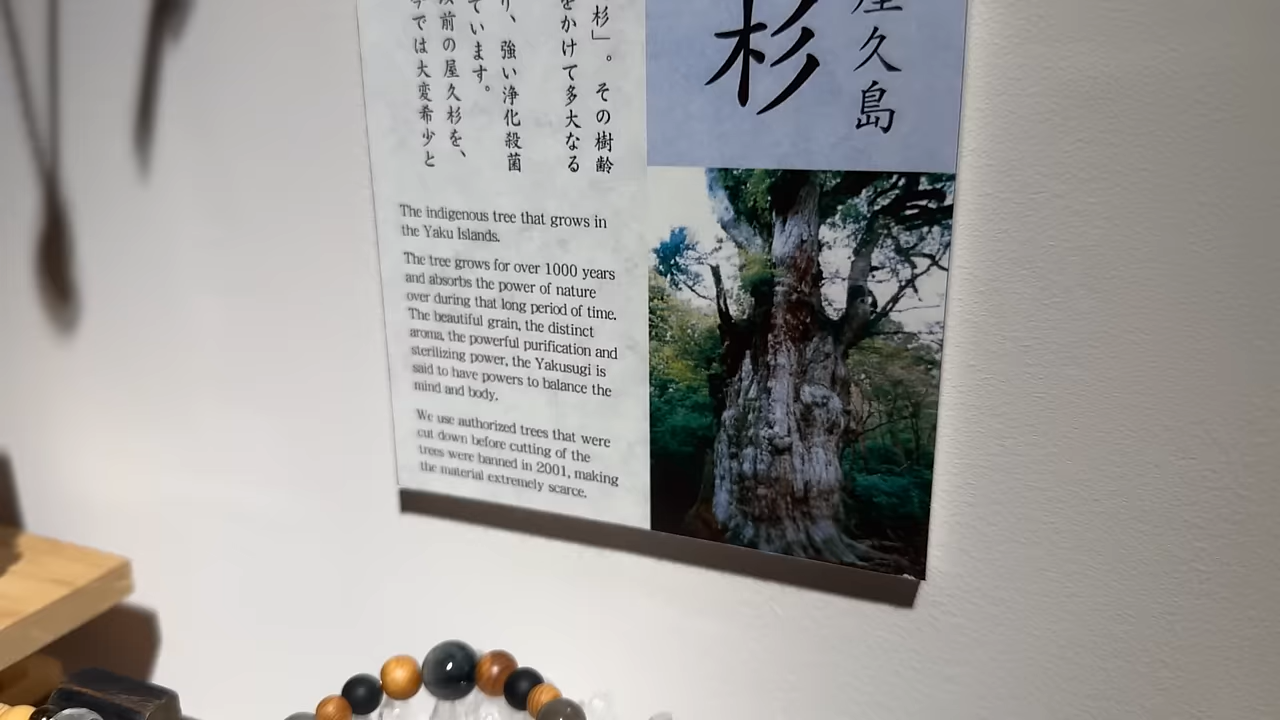 屋久島
杉
杉」。その樹齢
をかけて多大なる
り、強い浄化殺菌
ています。
以前の屋久杉を、
では大変希少と
The indigenous tree that grows in
the Yaku Islands.
The tree grows for over 1000 years
and absorbs the power of nature
over during that long period of time.
The beautiful grain, the distinct
aroma, the powerful purification and
sterilizing power, the Yakusugi is
said to have powers to balance the
mind and body.
We use authorized trees that were
cut down before cutting of the
trees were banned in 2001, making
the material extremely scarce.